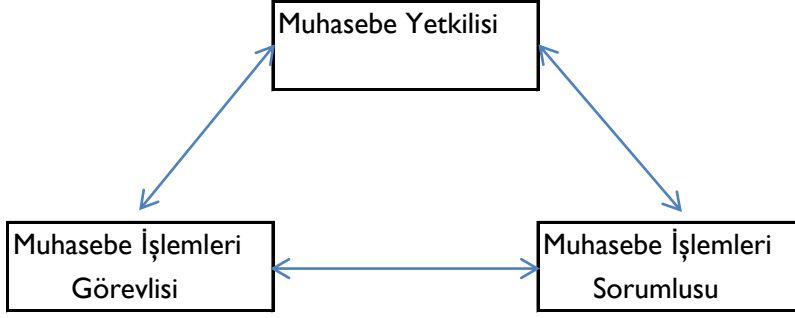 Muhasebe Yetkilisi
Muhasebe İşlemleri
Görevlisi
Muhasebe İşlemleri
Sorumlusu